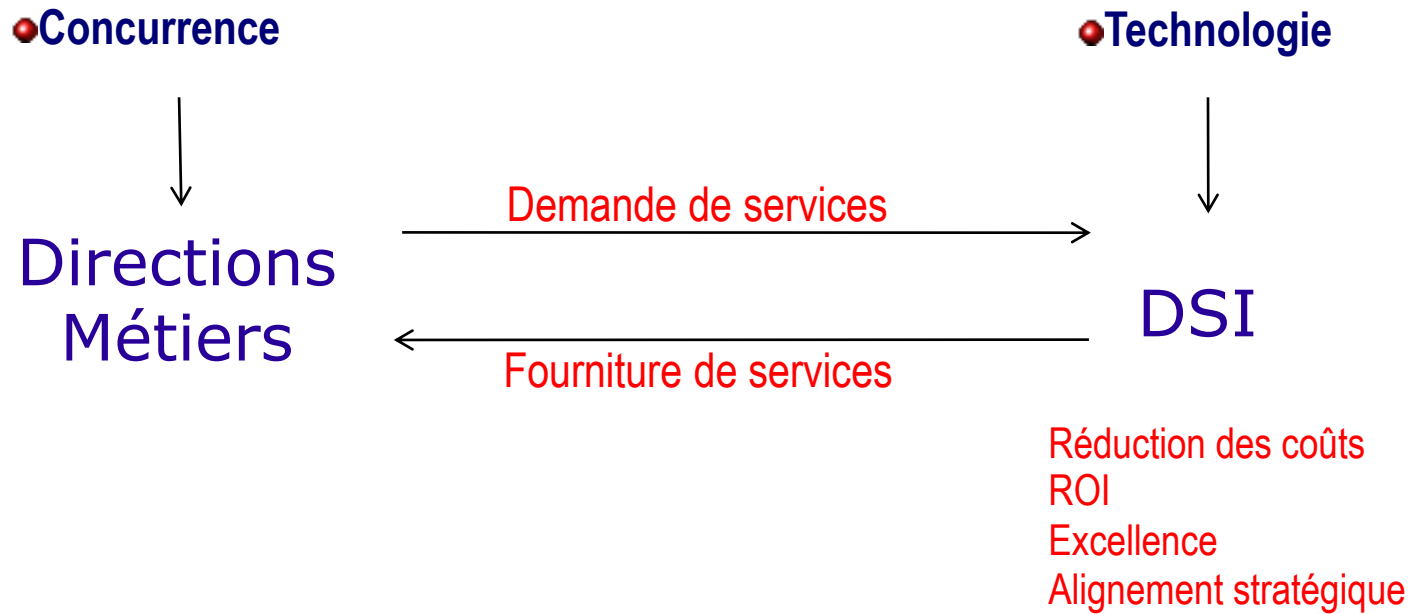 Concurrence
Technologie
Demande de services
Directions
Métiers
DSI
Fourniture de services
Réduction des coûts
ROI
Excellence
Alignement stratégique